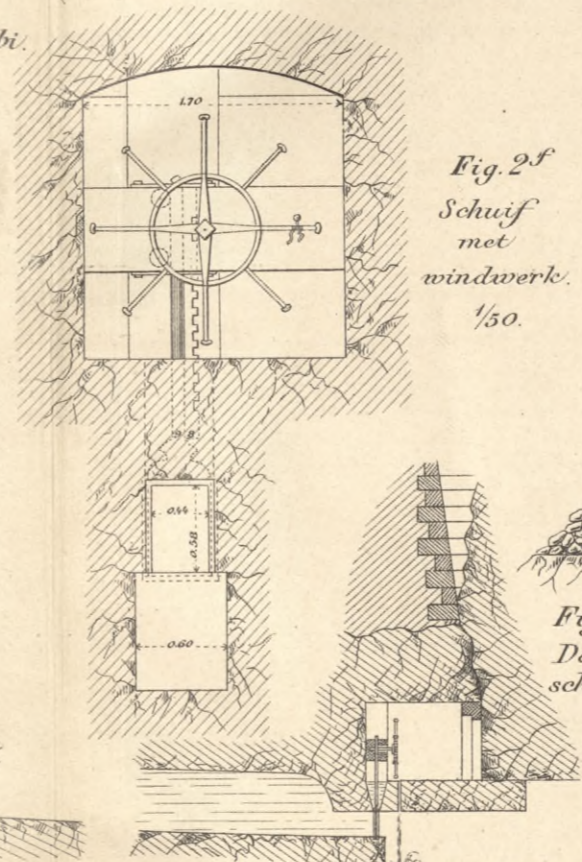 bi.
1.70
Fig. 2f
Schuif
met
windwerk.
1/50.
0.44
0.58
0.60
Fi
D
sch